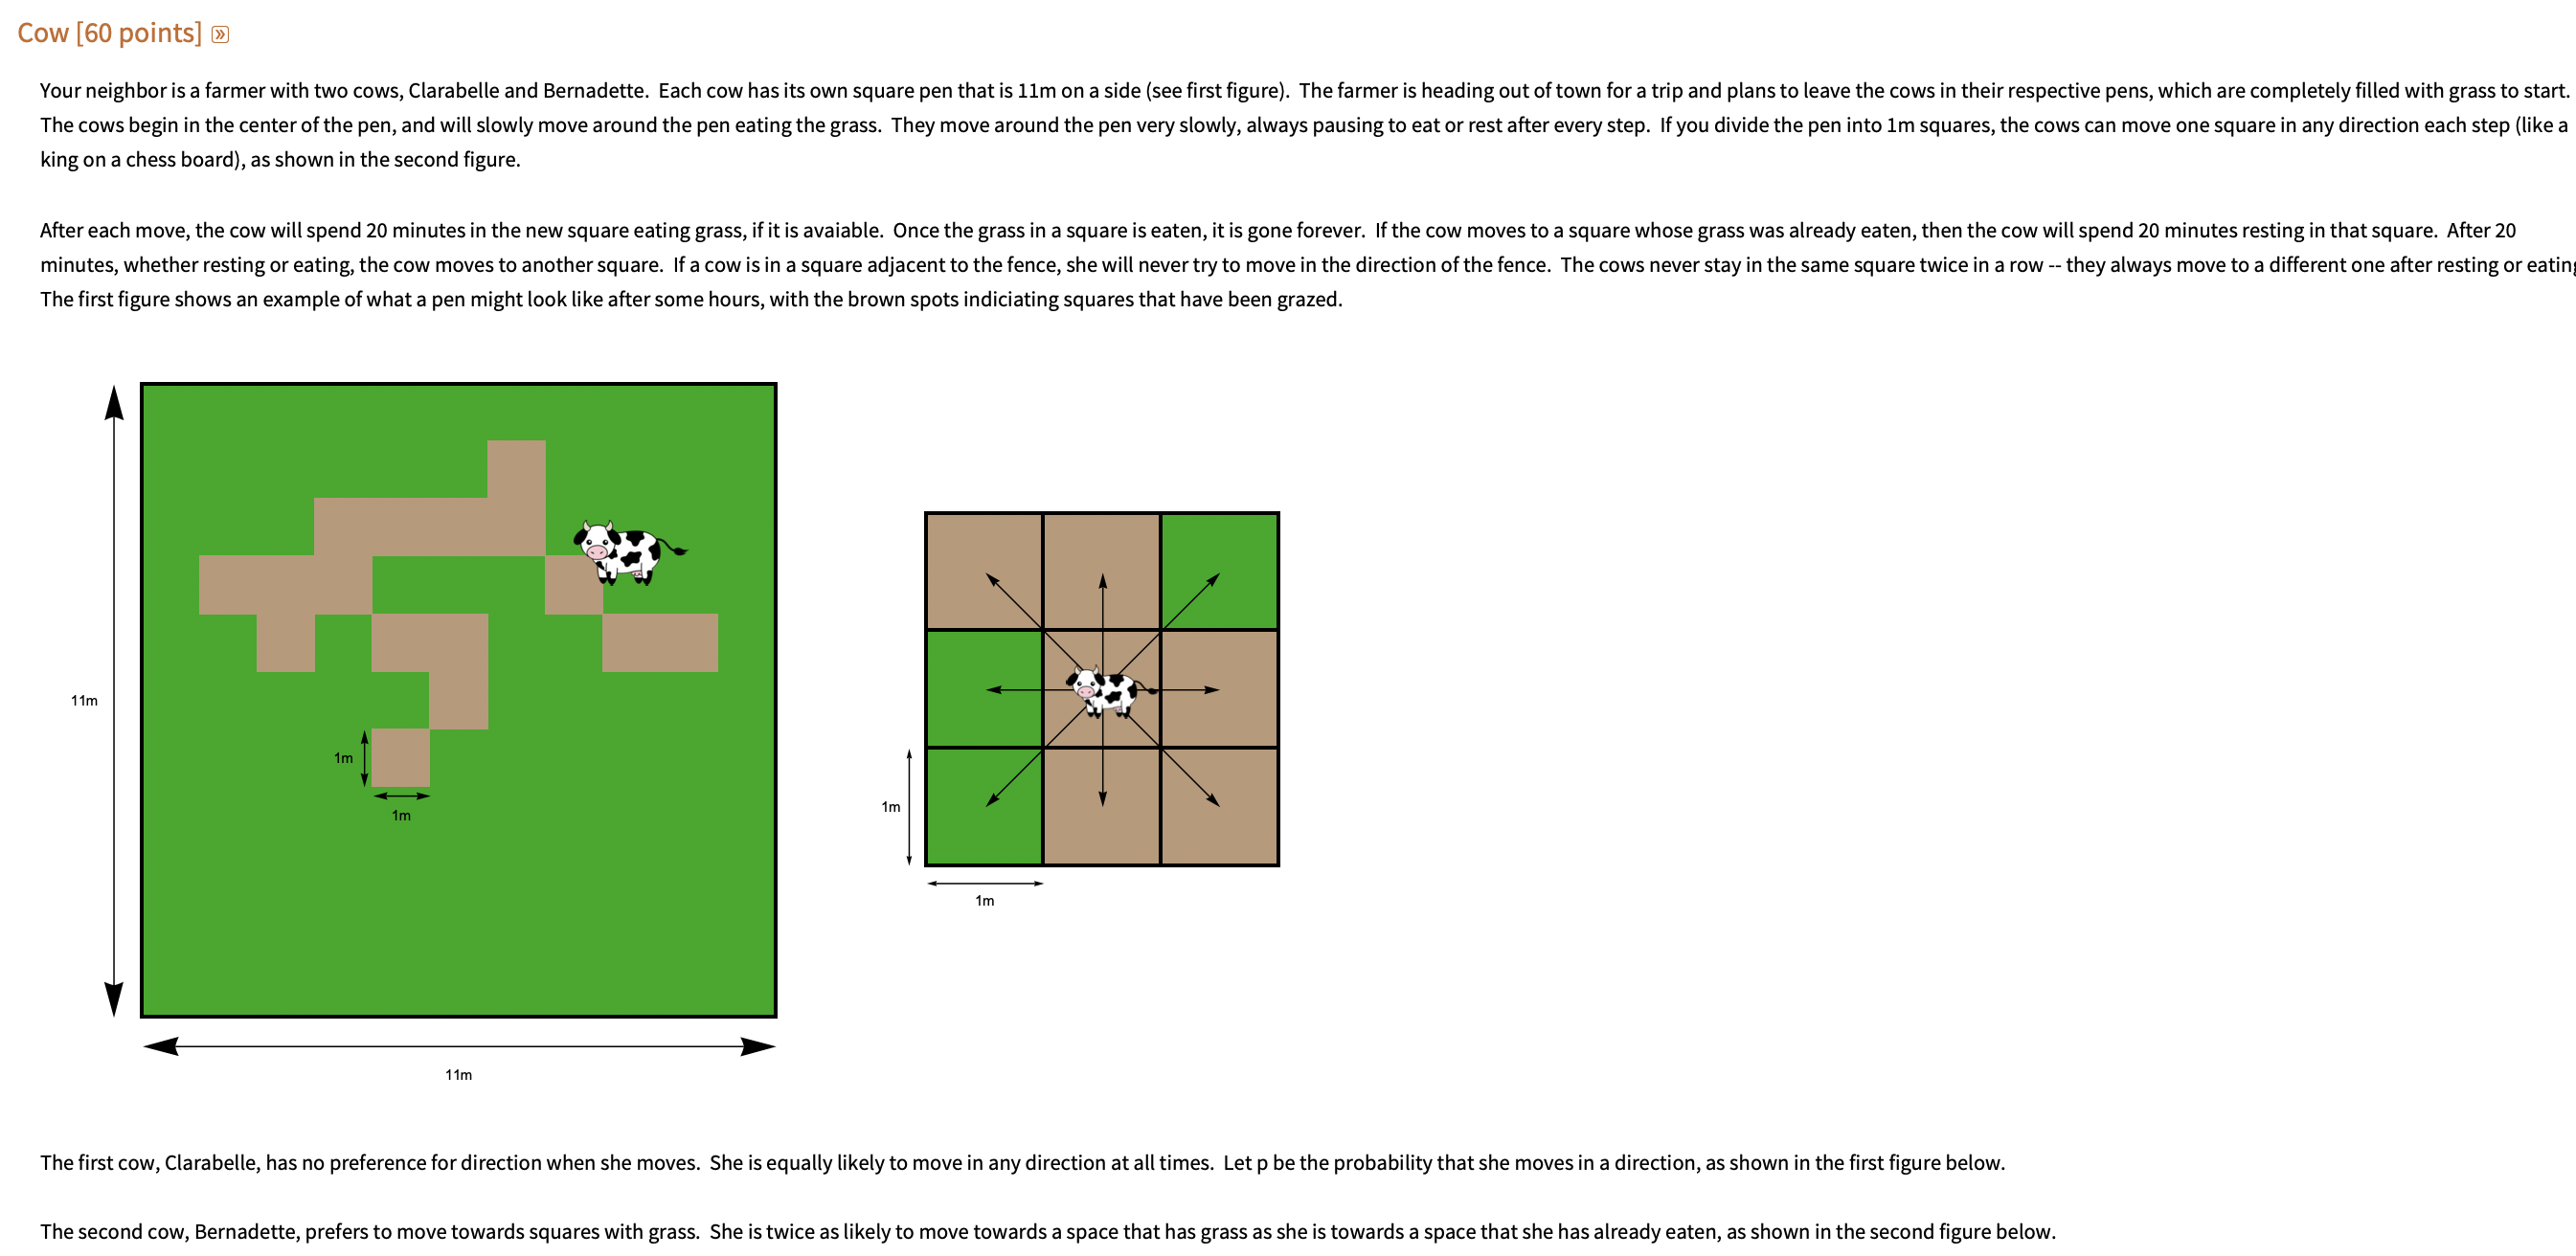 Cow [60 points] »
Your neighbor is a farmer with two cows, Clarabelle and Bernadette. Each cow has its own square pen that is 11m on a side (see first figure). The farmer is heading out of town for a trip and plans to leave the cows in their respective pens, which are completely filled with grass to start.
The cows begin in the center of the pen, and will slowly move around the pen eating the grass. They move around the pen very slowly, always pausing to eat or rest after every step. If you divide the pen into 1m squares, the cows can move one square in any direction each step (like a
king on a chess board), as shown in the second figure.
After each move, the cow will spend 20 minutes in the new square eating grass, if it is avaiable. Once the grass in a square is eaten, it is gone forever. If the cow moves to a square whose grass was already eaten, then the cow will spend 20 minutes resting in that square. After 20
minutes, whether resting or eating, the cow moves to another square. If a cow is in a square adjacent to the fence, she will never try to move in the direction of the fence. The cows never stay in the same square twice in a row -- they always move to a different one after resting or eating
The first figure shows an example of what a pen might look like after some hours, with the brown spots indiciating squares that have been grazed.
11m
1m
1m
11m
1m
1m
The first cow, Clarabelle, has no preference for direction when she moves. She is equally likely to move in any direction at all times. Let p be the probability that she moves in a direction, as shown in the first figure below.
The second cow, Bernadette, prefers to move towards squares with grass. She is twice as likely to move towards a space that has grass as she is towards a space that she has already eaten, as shown in the second figure below.